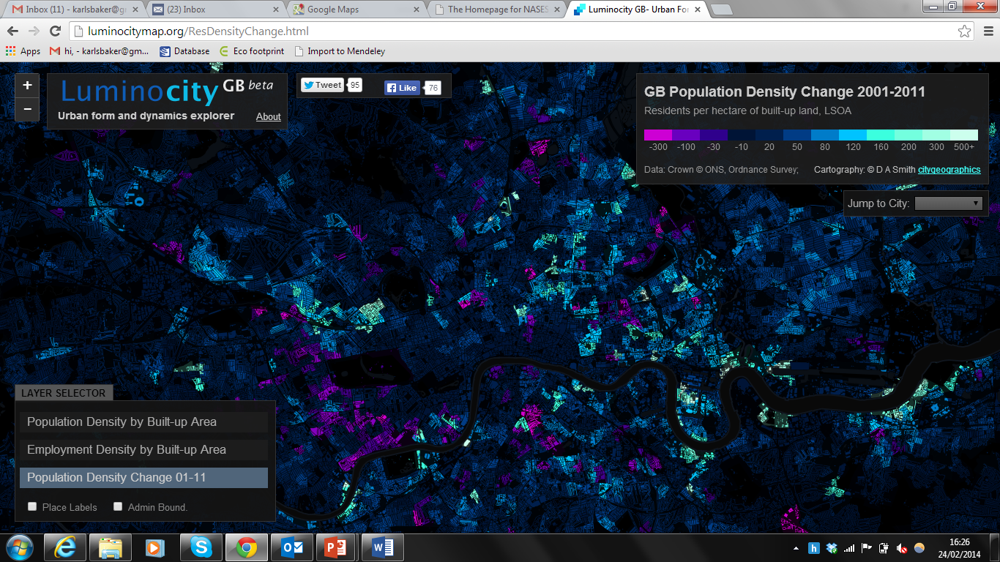 Inbox (11) - karlsbaker@gr
(23) Inbox
Google Maps
The Homepage for NASES
Luminocity GB- Urban For
luminocitymap.org/ResDensityChange.html
Apps
hi, - karlsbaker@gm...
Database
Eco footprint
Import to Mendeley
+
−
Luminocity GB beta
Urban form and dynamics explorer
About
Tweet
95
Like
76
GB Population Density Change 2001-2011
Residents per hectare of built-up land, LSOA
-300 -100 -30 -10 20 50 80 120 160 200 300 500+
Data: Crown © ONS, Ordnance Survey; Cartography: © D A Smith citygeographics
Jump to City:
LAYER SELECTOR
Population Density by Built-up Area
Employment Density by Built-up Area
Population Density Change 01-11
Place Labels
Admin Bound.
16:26
24/02/2014